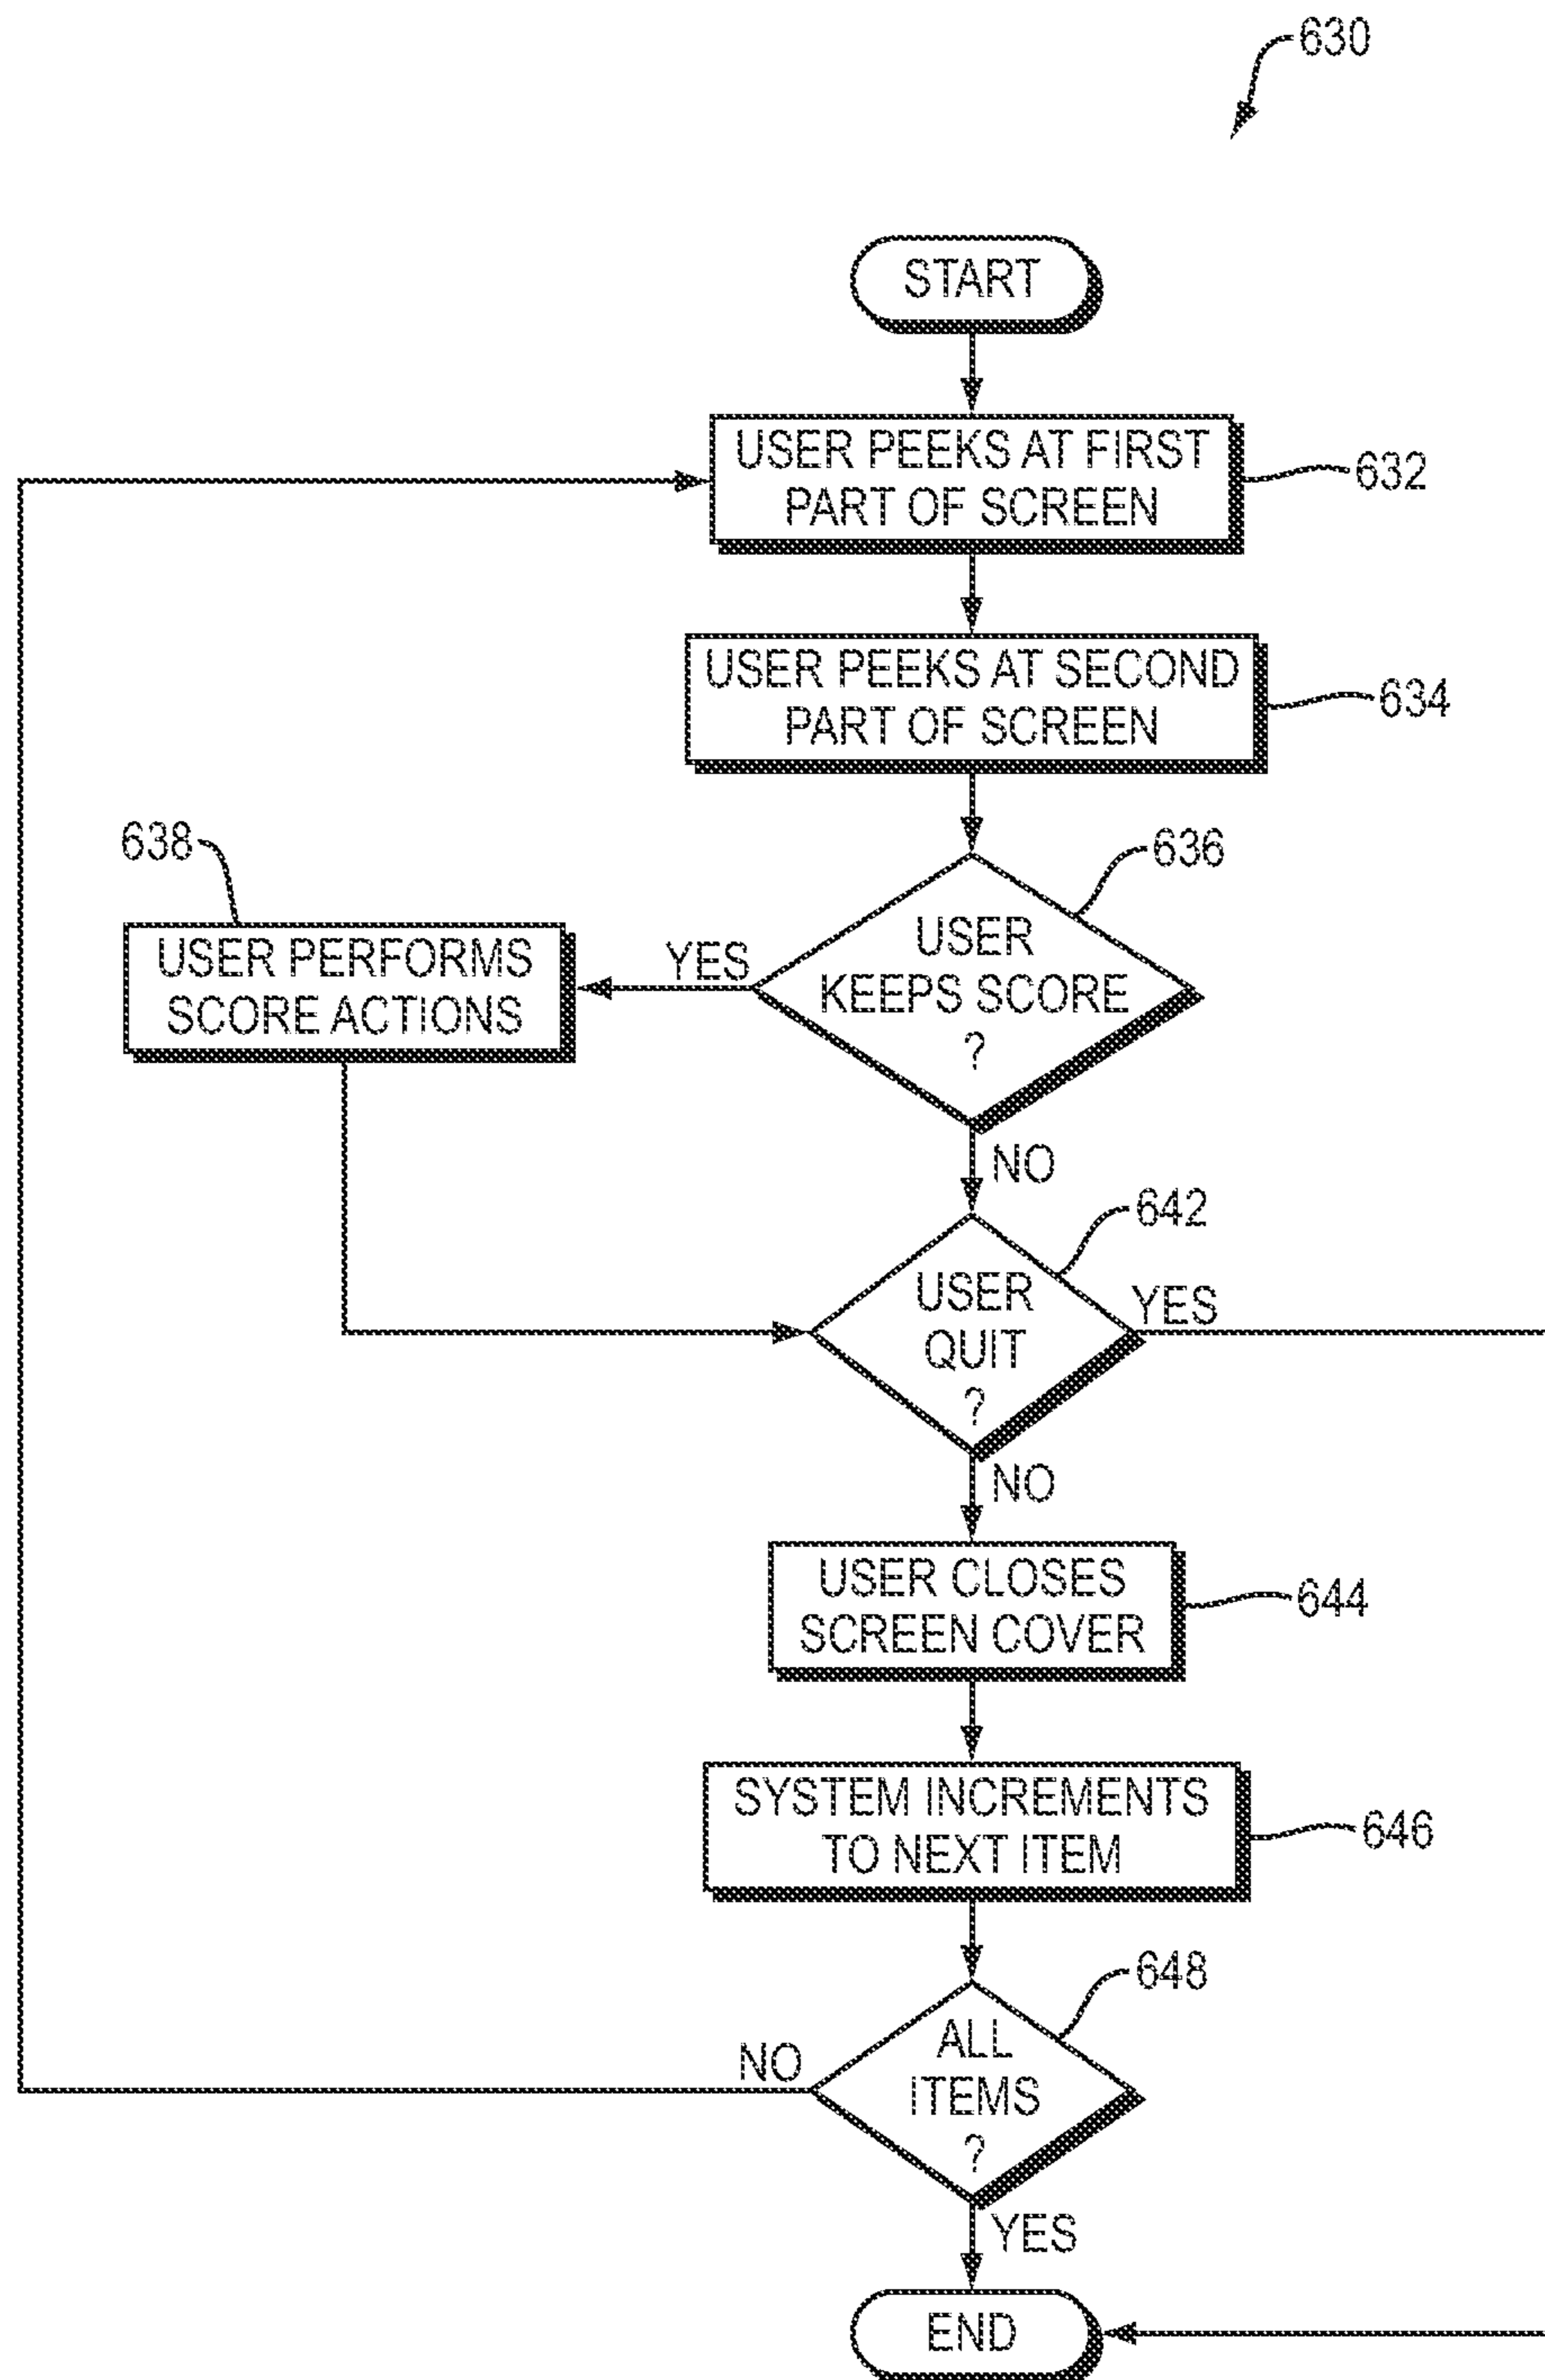 630
START
USER PEEKS AT FIRST
PART OF SCREEN
632
USER PEEKS AT SECOND
PART OF SCREEN
634
636
USER
KEEPS SCORE
?
YES
638
USER PERFORMS
SCORE ACTIONS
NO
642
USER
QUIT
?
YES
NO
USER CLOSES
SCREEN COVER
644
SYSTEM INCREMENTS
TO NEXT ITEM
646
648
ALL
ITEMS
?
NO
YES
END